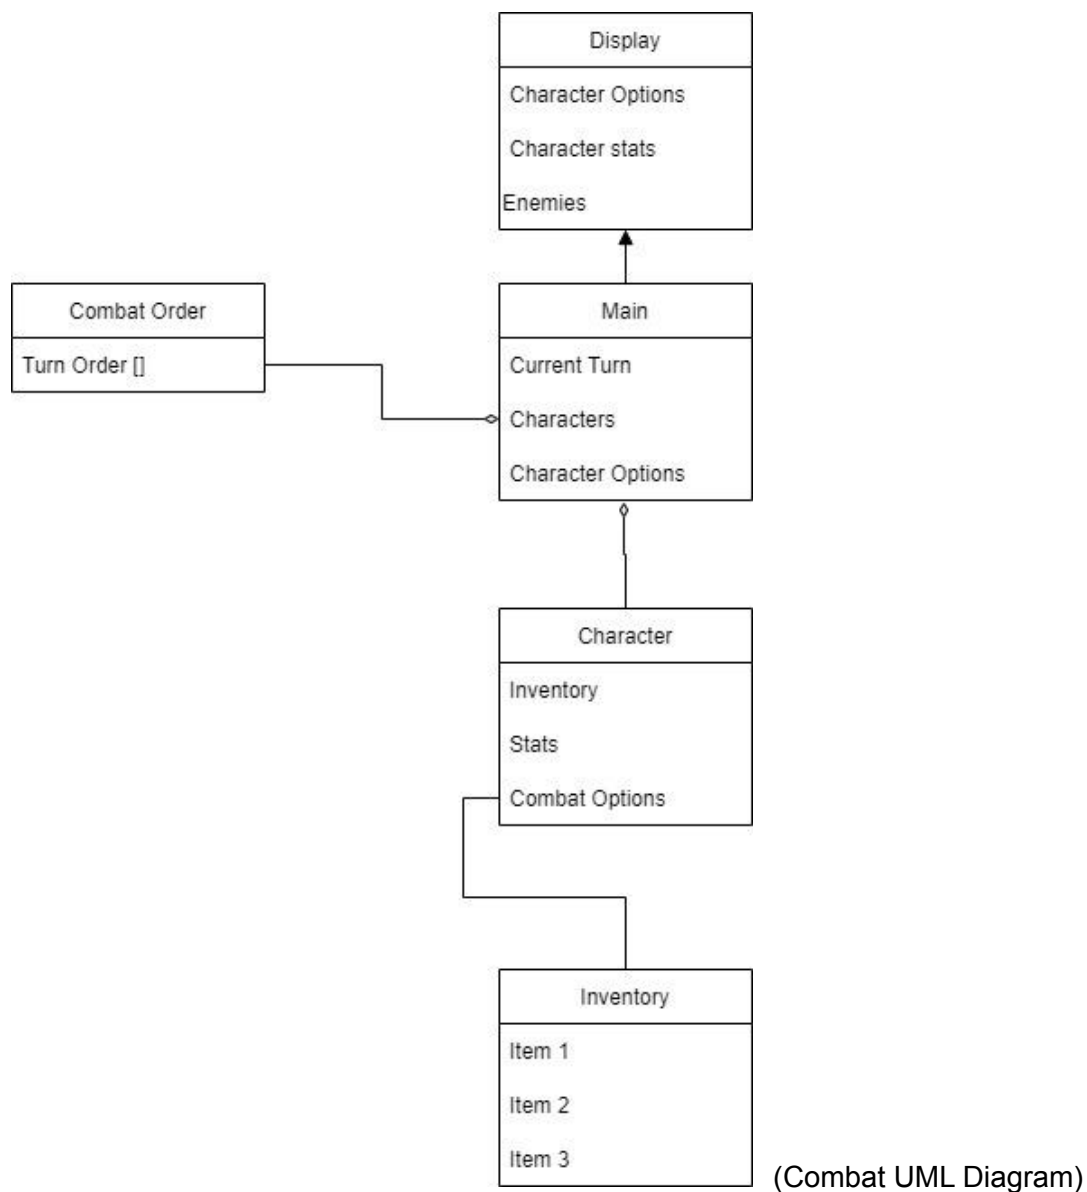 Display
Character Options
Character stats
Enemies
Combat Order
Turn Order []
Main
Current Turn
Characters
Character Options
Character
Inventory
Stats
Combat Options
Inventory
Item 1
Item 2
Item 3
(Combat UML Diagram)